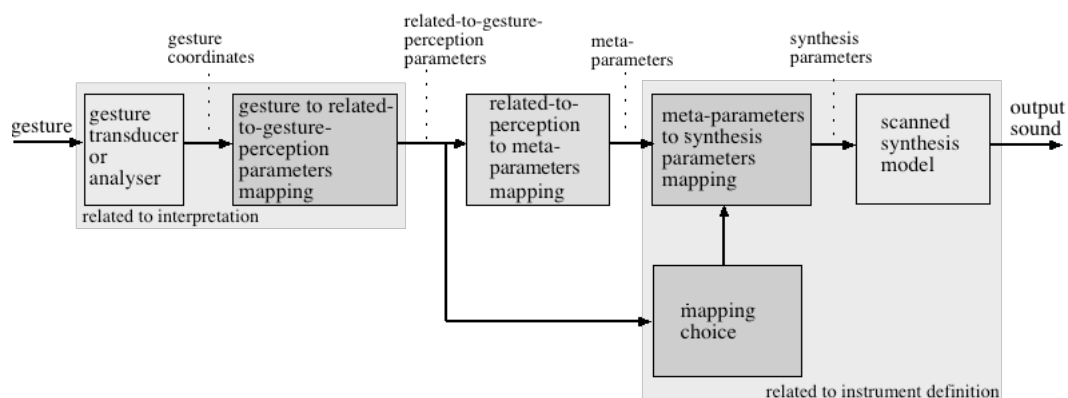 related-to-gesture-
perception
parameters
gesture
coordinates
meta-
parameters
synthesis
parameters
gesture
gesture
transducer
or
analyser
gesture to related-
to-gesture-
perception
parameters
mapping
related-to-
perception
to meta-
parameters
mapping
meta-parameters
to synthesis
parameters
mapping
scanned
synthesis
model
output
sound
related to interpretation
mapping
choice
related to instrument definition